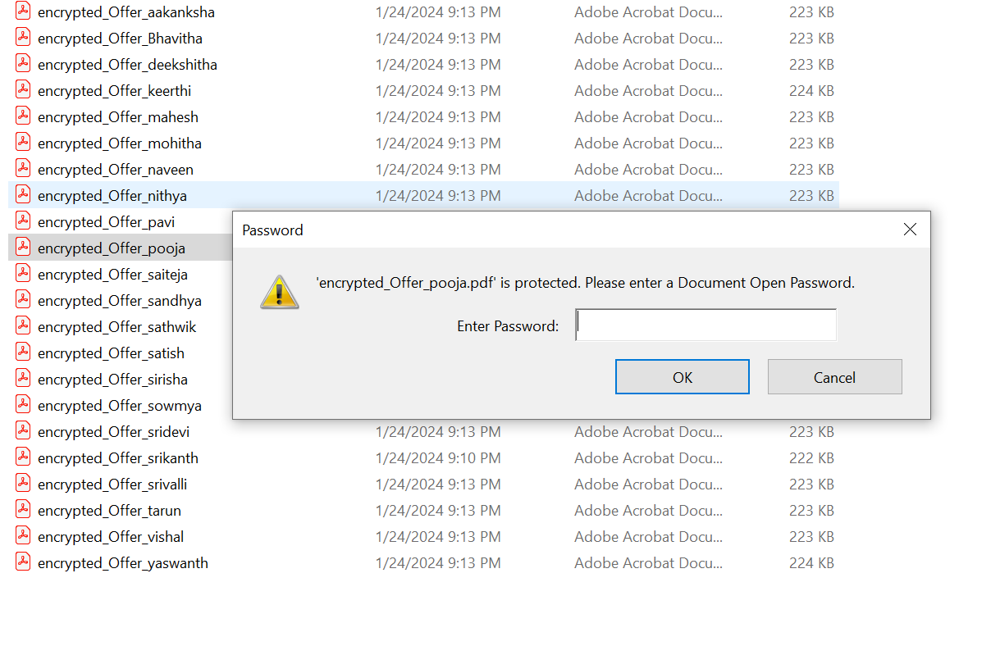 encrypted_Offer_aakanksha 1/24/2024 9:13 PM Adobe Acrobat Docu... 223 KB
encrypted_Offer_Bhavitha 1/24/2024 9:13 PM Adobe Acrobat Docu... 223 KB
encrypted_Offer_deekshitha 1/24/2024 9:13 PM Adobe Acrobat Docu... 223 KB
encrypted_Offer_keerthi 1/24/2024 9:13 PM Adobe Acrobat Docu... 224 KB
encrypted_Offer_mahesh 1/24/2024 9:13 PM Adobe Acrobat Docu... 223 KB
encrypted_Offer_mohitha 1/24/2024 9:13 PM Adobe Acrobat Docu... 223 KB
encrypted_Offer_naveen 1/24/2024 9:13 PM Adobe Acrobat Docu... 223 KB
encrypted_Offer_nithya 1/24/2024 9:13 PM Adobe Acrobat Docu... 223 KB
encrypted_Offer_pavi
encrypted_Offer_pooja
encrypted_Offer_saiteja
encrypted_Offer_sandhya
encrypted_Offer_sathwik
encrypted_Offer_satish
encrypted_Offer_sirisha
encrypted_Offer_sowmya
Password
'encrypted_Offer_pooja.pdf' is protected. Please enter a Document Open Password.
Enter Password:
OK Cancel
encrypted_Offer_sridevi 1/24/2024 9:13 PM Adobe Acrobat Docu... 223 KB
encrypted_Offer_srikanth 1/24/2024 9:10 PM Adobe Acrobat Docu... 222 KB
encrypted_Offer_srivalli 1/24/2024 9:13 PM Adobe Acrobat Docu... 223 KB
encrypted_Offer_tarun 1/24/2024 9:13 PM Adobe Acrobat Docu... 223 KB
encrypted_Offer_vishal 1/24/2024 9:13 PM Adobe Acrobat Docu... 223 KB
encrypted_Offer_yaswanth 1/24/2024 9:13 PM Adobe Acrobat Docu... 224 KB